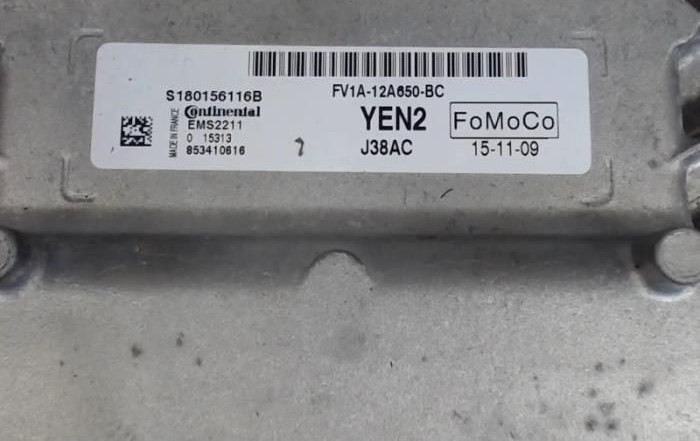 S180156116B
Continental
EMS2211
0 15313
853410616
MADE IN FRANCE
FV1A-12A650-BC
YEN2
J38AC
FoMoCo
15-11-09